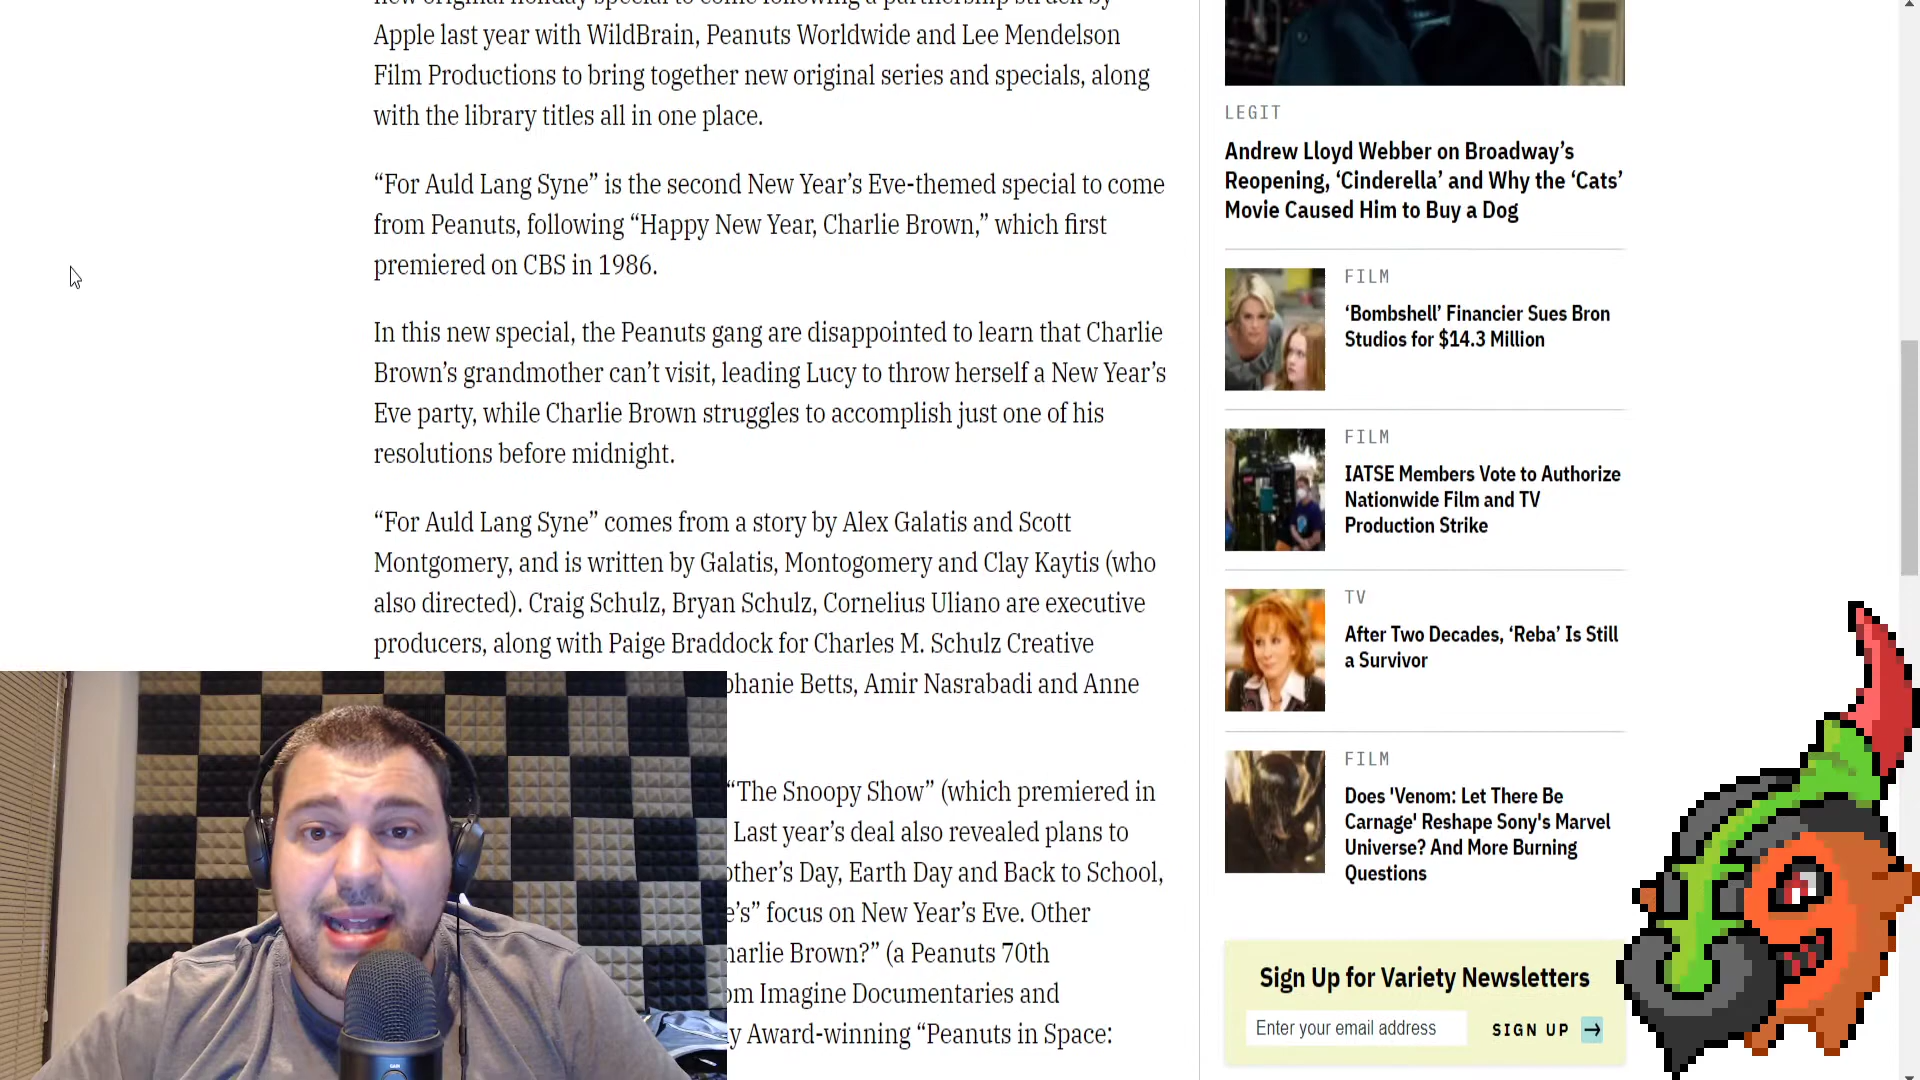 Apple last year with WildBrain, Peanuts Worldwide and Lee Mendelson
Film Productions to bring together new original series and specials, along
with the library titles all in one place.
“For Auld Lang Syne” is the second New Year’s Eve-themed special to come
from Peanuts, following “Happy New Year, Charlie Brown,” which first
premiered on CBS in 1986.
In this new special, the Peanuts gang are disappointed to learn that Charlie
Brown’s grandmother can’t visit, leading Lucy to throw herself a New Year’s
Eve party, while Charlie Brown struggles to accomplish just one of his
resolutions before midnight.
“For Auld Lang Syne” comes from a story by Alex Galatis and Scott
Montgomery, and is written by Galatis, Montogomery and Clay Kaytis (who
also directed). Craig Schulz, Bryan Schulz, Cornelius Uliano are executive
producers, along with Paige Braddock for Charles M. Schulz Creative
Betts, Amir Nasrabadi and Anne
“The Snoopy Show” (which premiered in
Last year’s deal also revealed plans to
Day, Earth Day and Back to School,
focus on New Year’s Eve. Other
Brown?” (a Peanuts 70th
Imagine Documentaries and
Award-winning “Peanuts in Space:
LEGIT
Andrew Lloyd Webber on Broadway’s
Reopening, ‘Cinderella’ and Why the ‘Cats’
Movie Caused Him to Buy a Dog
FILM
‘Bombshell’ Financier Sues Bron
Studios for $14.3 Million
FILM
IATSE Members Vote to Authorize
Nationwide Film and TV
Production Strike
TV
After Two Decades, ‘Reba’ Is Still
a Survivor
FILM
Does 'Venom: Let There Be
Carnage' Reshape Sony's Marvel
Universe? And More Burning
Questions
Sign Up for Variety Newsletters
Enter your email address
SIGN UP